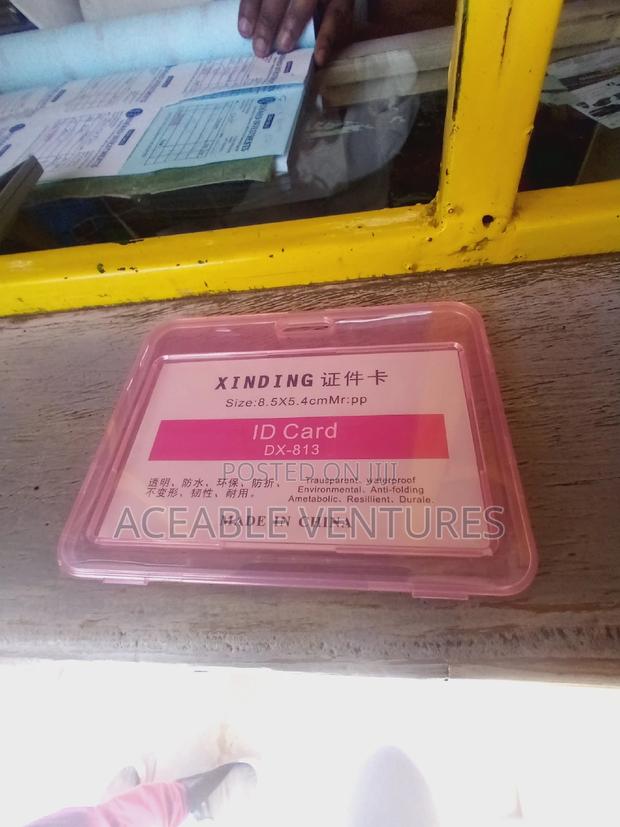 XINDING 证件卡
Size:8.5X5.4cmMr:pp
ID Card
DX-813
POSTED ON JIJI
透明、防水、环保、防折、
不变形、韧性、耐用。
Trausparent、waterproof
Environmental、Anti-folding
Ametabolic、Resillient、Durale.
ACEABLE VENTURES
MADE IN CHINA